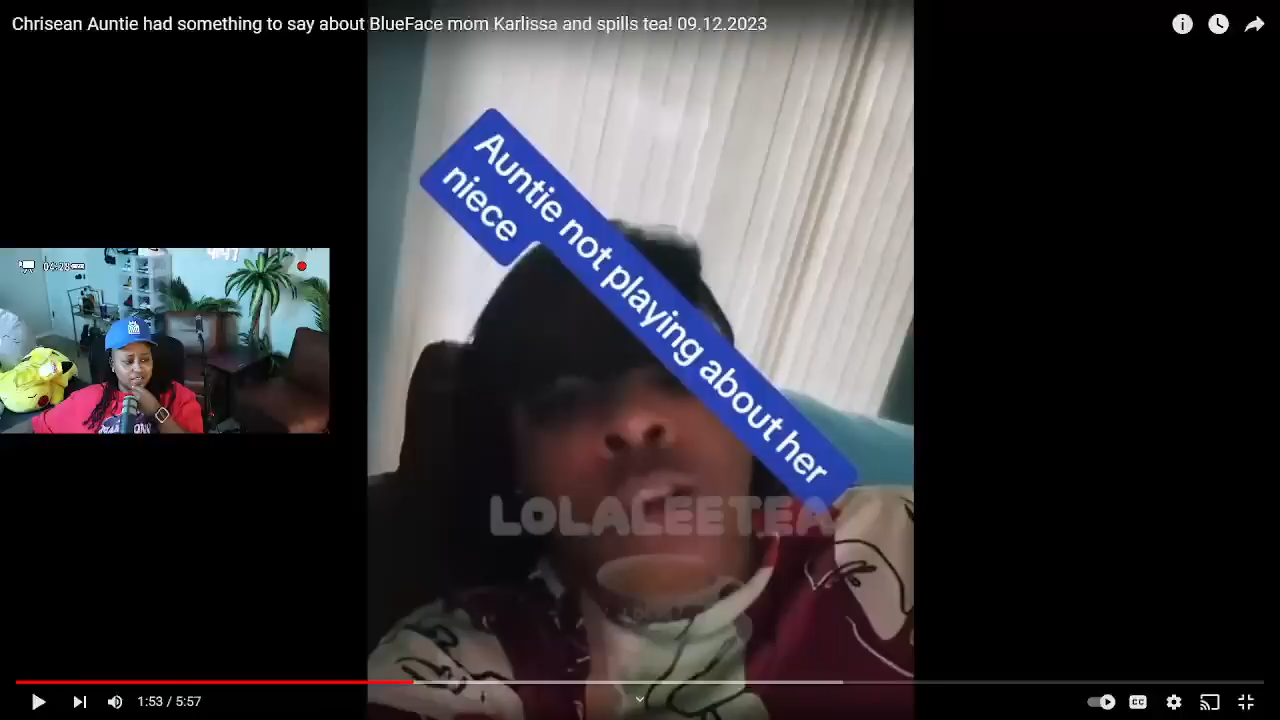 Chrisean Auntie had something to say about BlueFace mom Karlissa and spills tea! 09.12.2023
Auntie not playing about her
niece
LOLALEETEA
1:53 / 5:57
CC